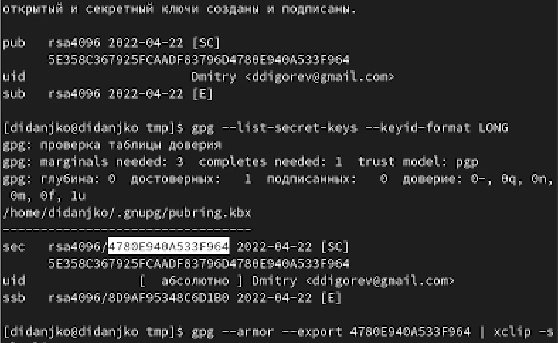 открытый и секретный ключи созданы и подписаны.
pub rsa4096 2022-04-22 [SC]
5E358C367925FCAADF83796D4780E940A533F964
uid Dmitry <ddigorev@gmail.com>
sub rsa4096 2022-04-22 [E]
[didanjko@didanjko tmp]$ gpg --list-secret-keys --keyid-format LONG
gpg: проверка таблицы доверия
gpg: marginals needed: 3 completes needed: 1 trust model: pgp
gpg: глубина: 0 достоверных: 1 подписанных: 0 доверие: 0-, 0q, 0n,
0m, 0f, 1u
/home/didanjko/.gnupg/pubring.kbx
---------------------------------
sec rsa4096/4780E940A533F964 2022-04-22 [SC]
5E358C367925FCAADF83796D4780E940A533F964
uid [ абсолютно ] Dmitry <ddigorev@gmail.com>
ssb rsa4096/8D9AF95348C6D1B0 2022-04-22 [E]
[didanjko@didanjko tmp]$ gpg --armor --export 4780E940A533F964 | xclip -s